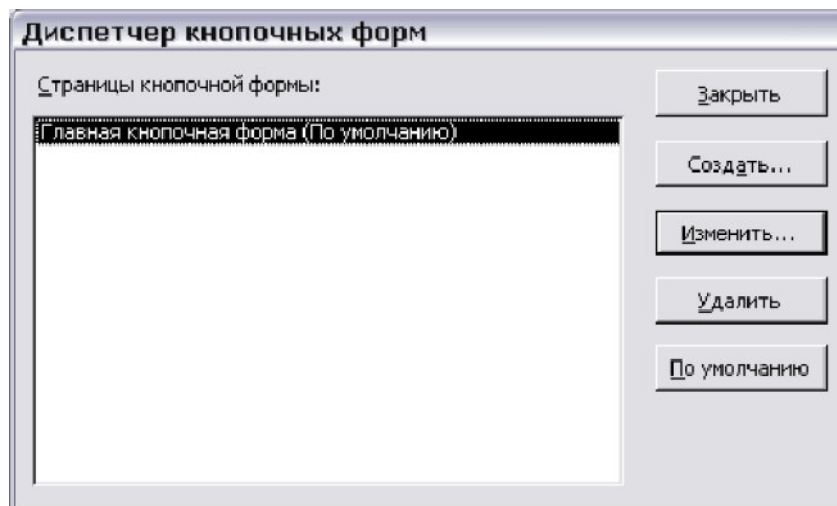 Диспетчер кнопочных форм
Страницы кнопочной формы:
Главная кнопочная форма (По умолчанию)
Закрыть
Создать...
Изменить...
Удалить
По умолчанию